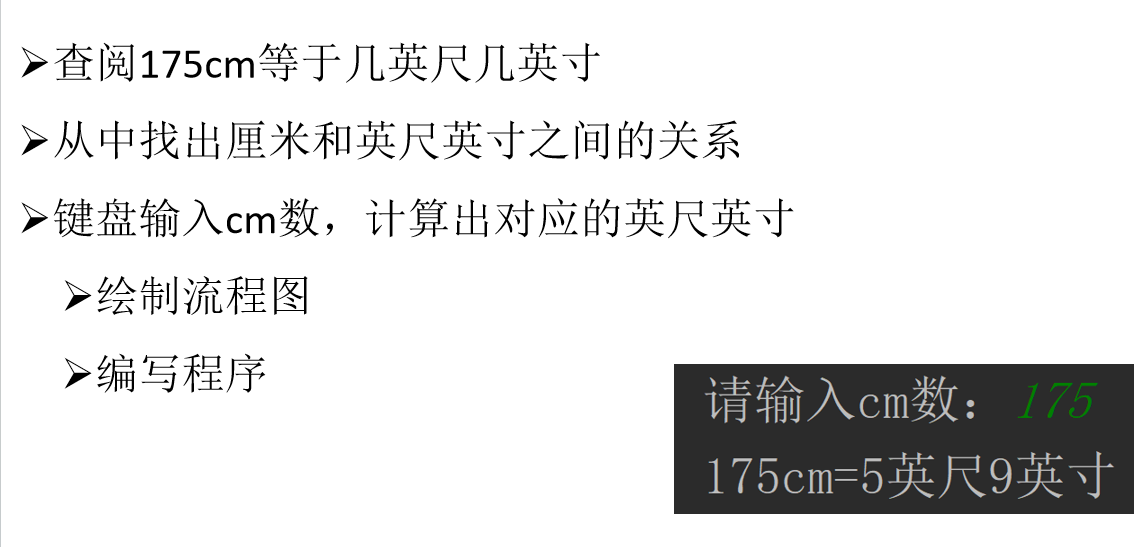 ➢查阅175cm等于几英尺几英寸
➢从中找出厘米和英尺英寸之间的关系
➢键盘输入cm数，计算出对应的英尺英寸
➢绘制流程图
➢编写程序
请输入cm数：175
175cm=5英尺9英寸